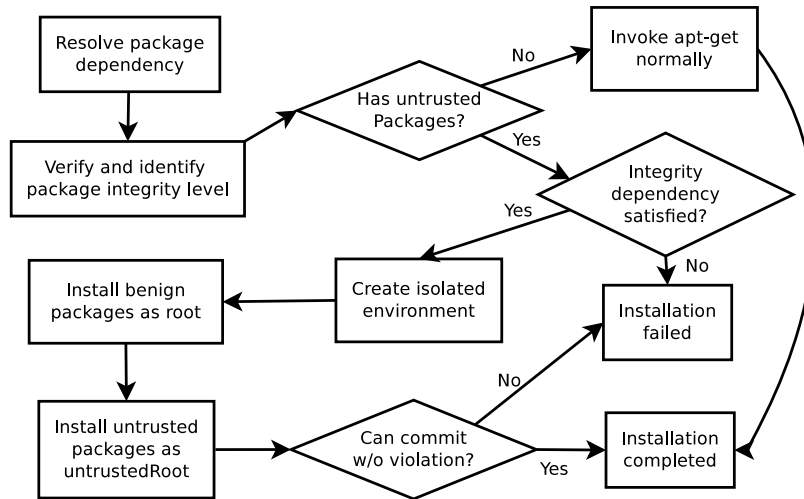 Resolve package
dependency
Verify and identify
package integrity level
Has untrusted
Packages?
No
Invoke apt-get
normally
Yes
Integrity
dependency
satisfied?
Yes
No
Create isolated
environment
Install benign
packages as root
Installation
failed
Install untrusted
packages as
untrustedRoot
Can commit
w/o violation?
No
Yes
Installation
completed